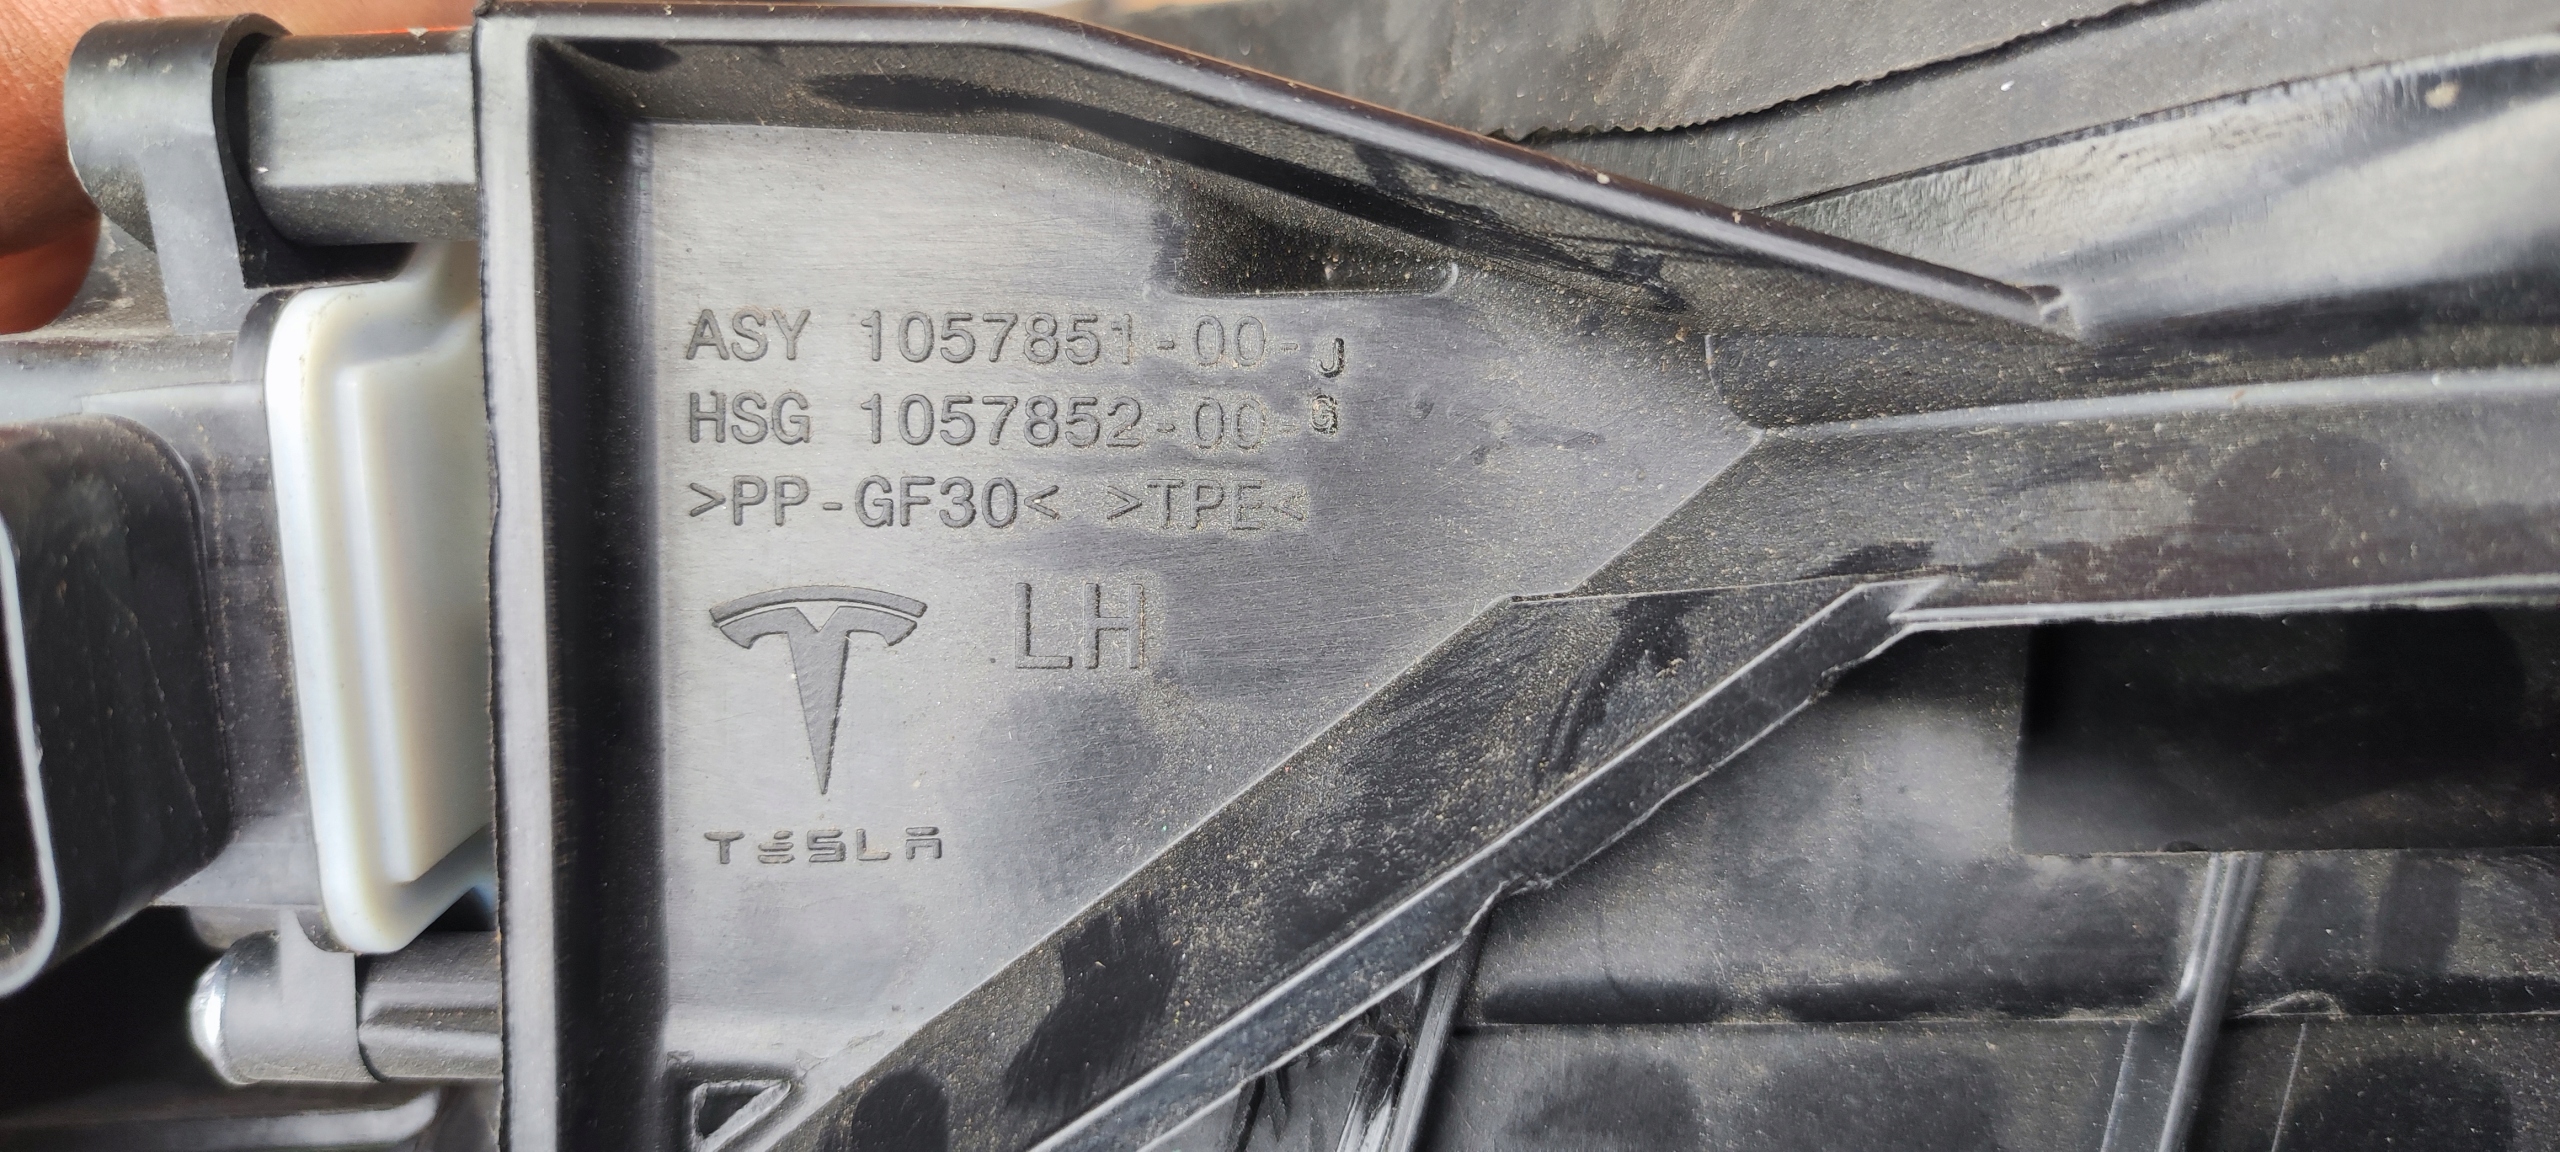 ASY 1057851-00-J
HSG 1057852-00-G
>PP-GF30< >TPE<
LH
TESLA